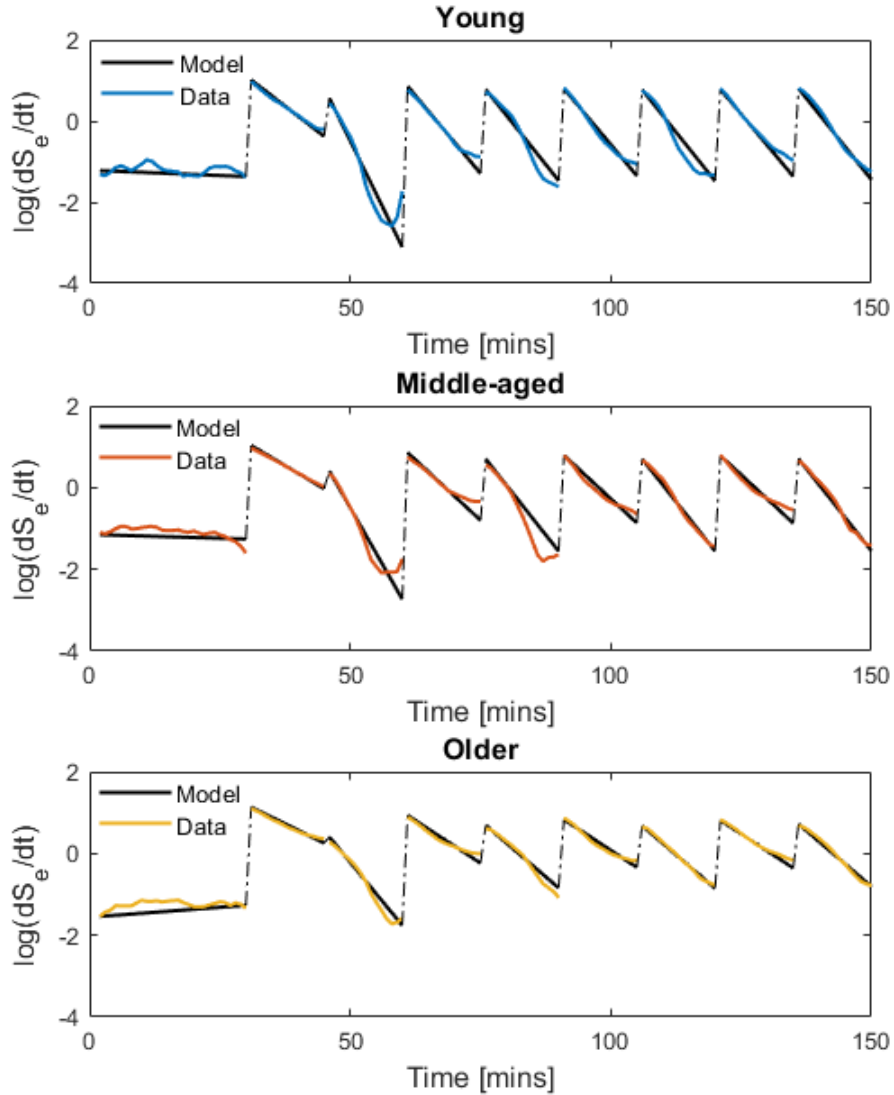 Young
2
0
-2
-4
log(dS_e/dt)
Model
Data
0
50
100
150
Time [mins]
Middle-aged
2
0
-2
-4
log(dS_e/dt)
Model
Data
0
50
100
150
Time [mins]
Older
2
0
-2
-4
log(dS_e/dt)
Model
Data
0
50
100
150
Time [mins]